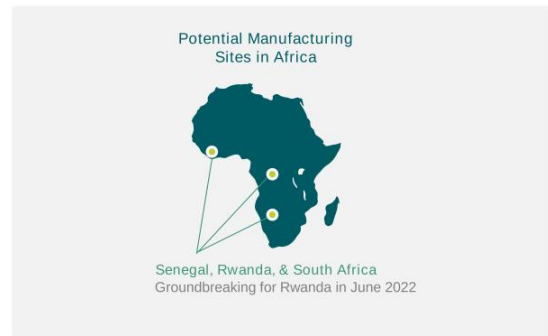 Potential Manufacturing
Sites in Africa
Senegal, Rwanda, & South Africa
Groundbreaking for Rwanda in June 2022